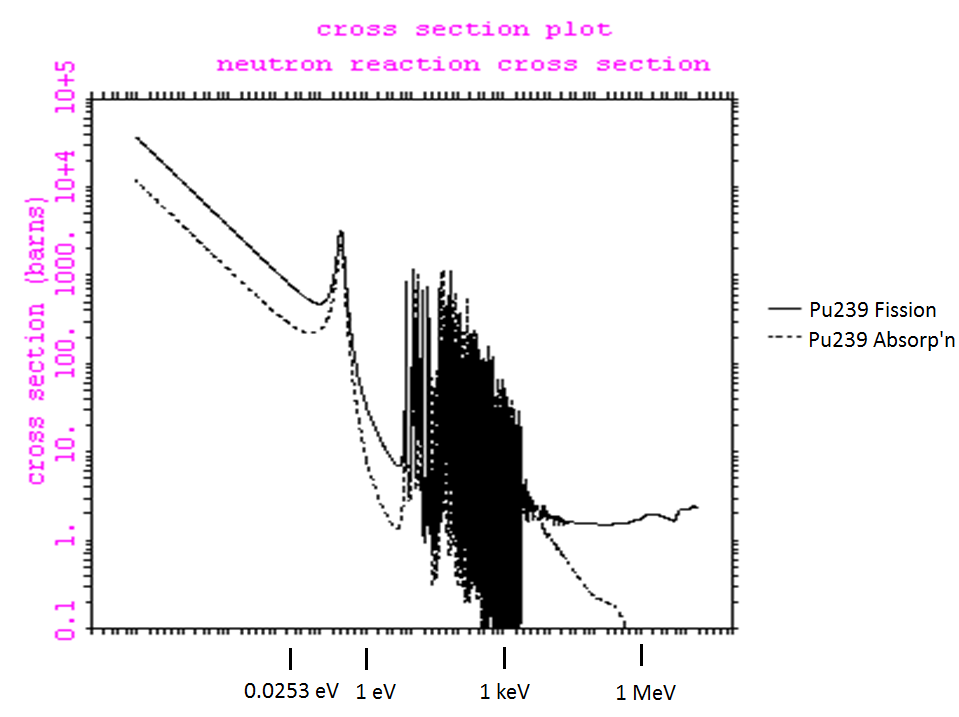 cross section plot
neutron reaction cross section
cross section (barns)
10+5
10+4
1000.
100.
10.
1.
0.1
Pu239 Fission
Pu239 Absorp'n
0.0253 eV
1 eV
1 keV
1 MeV